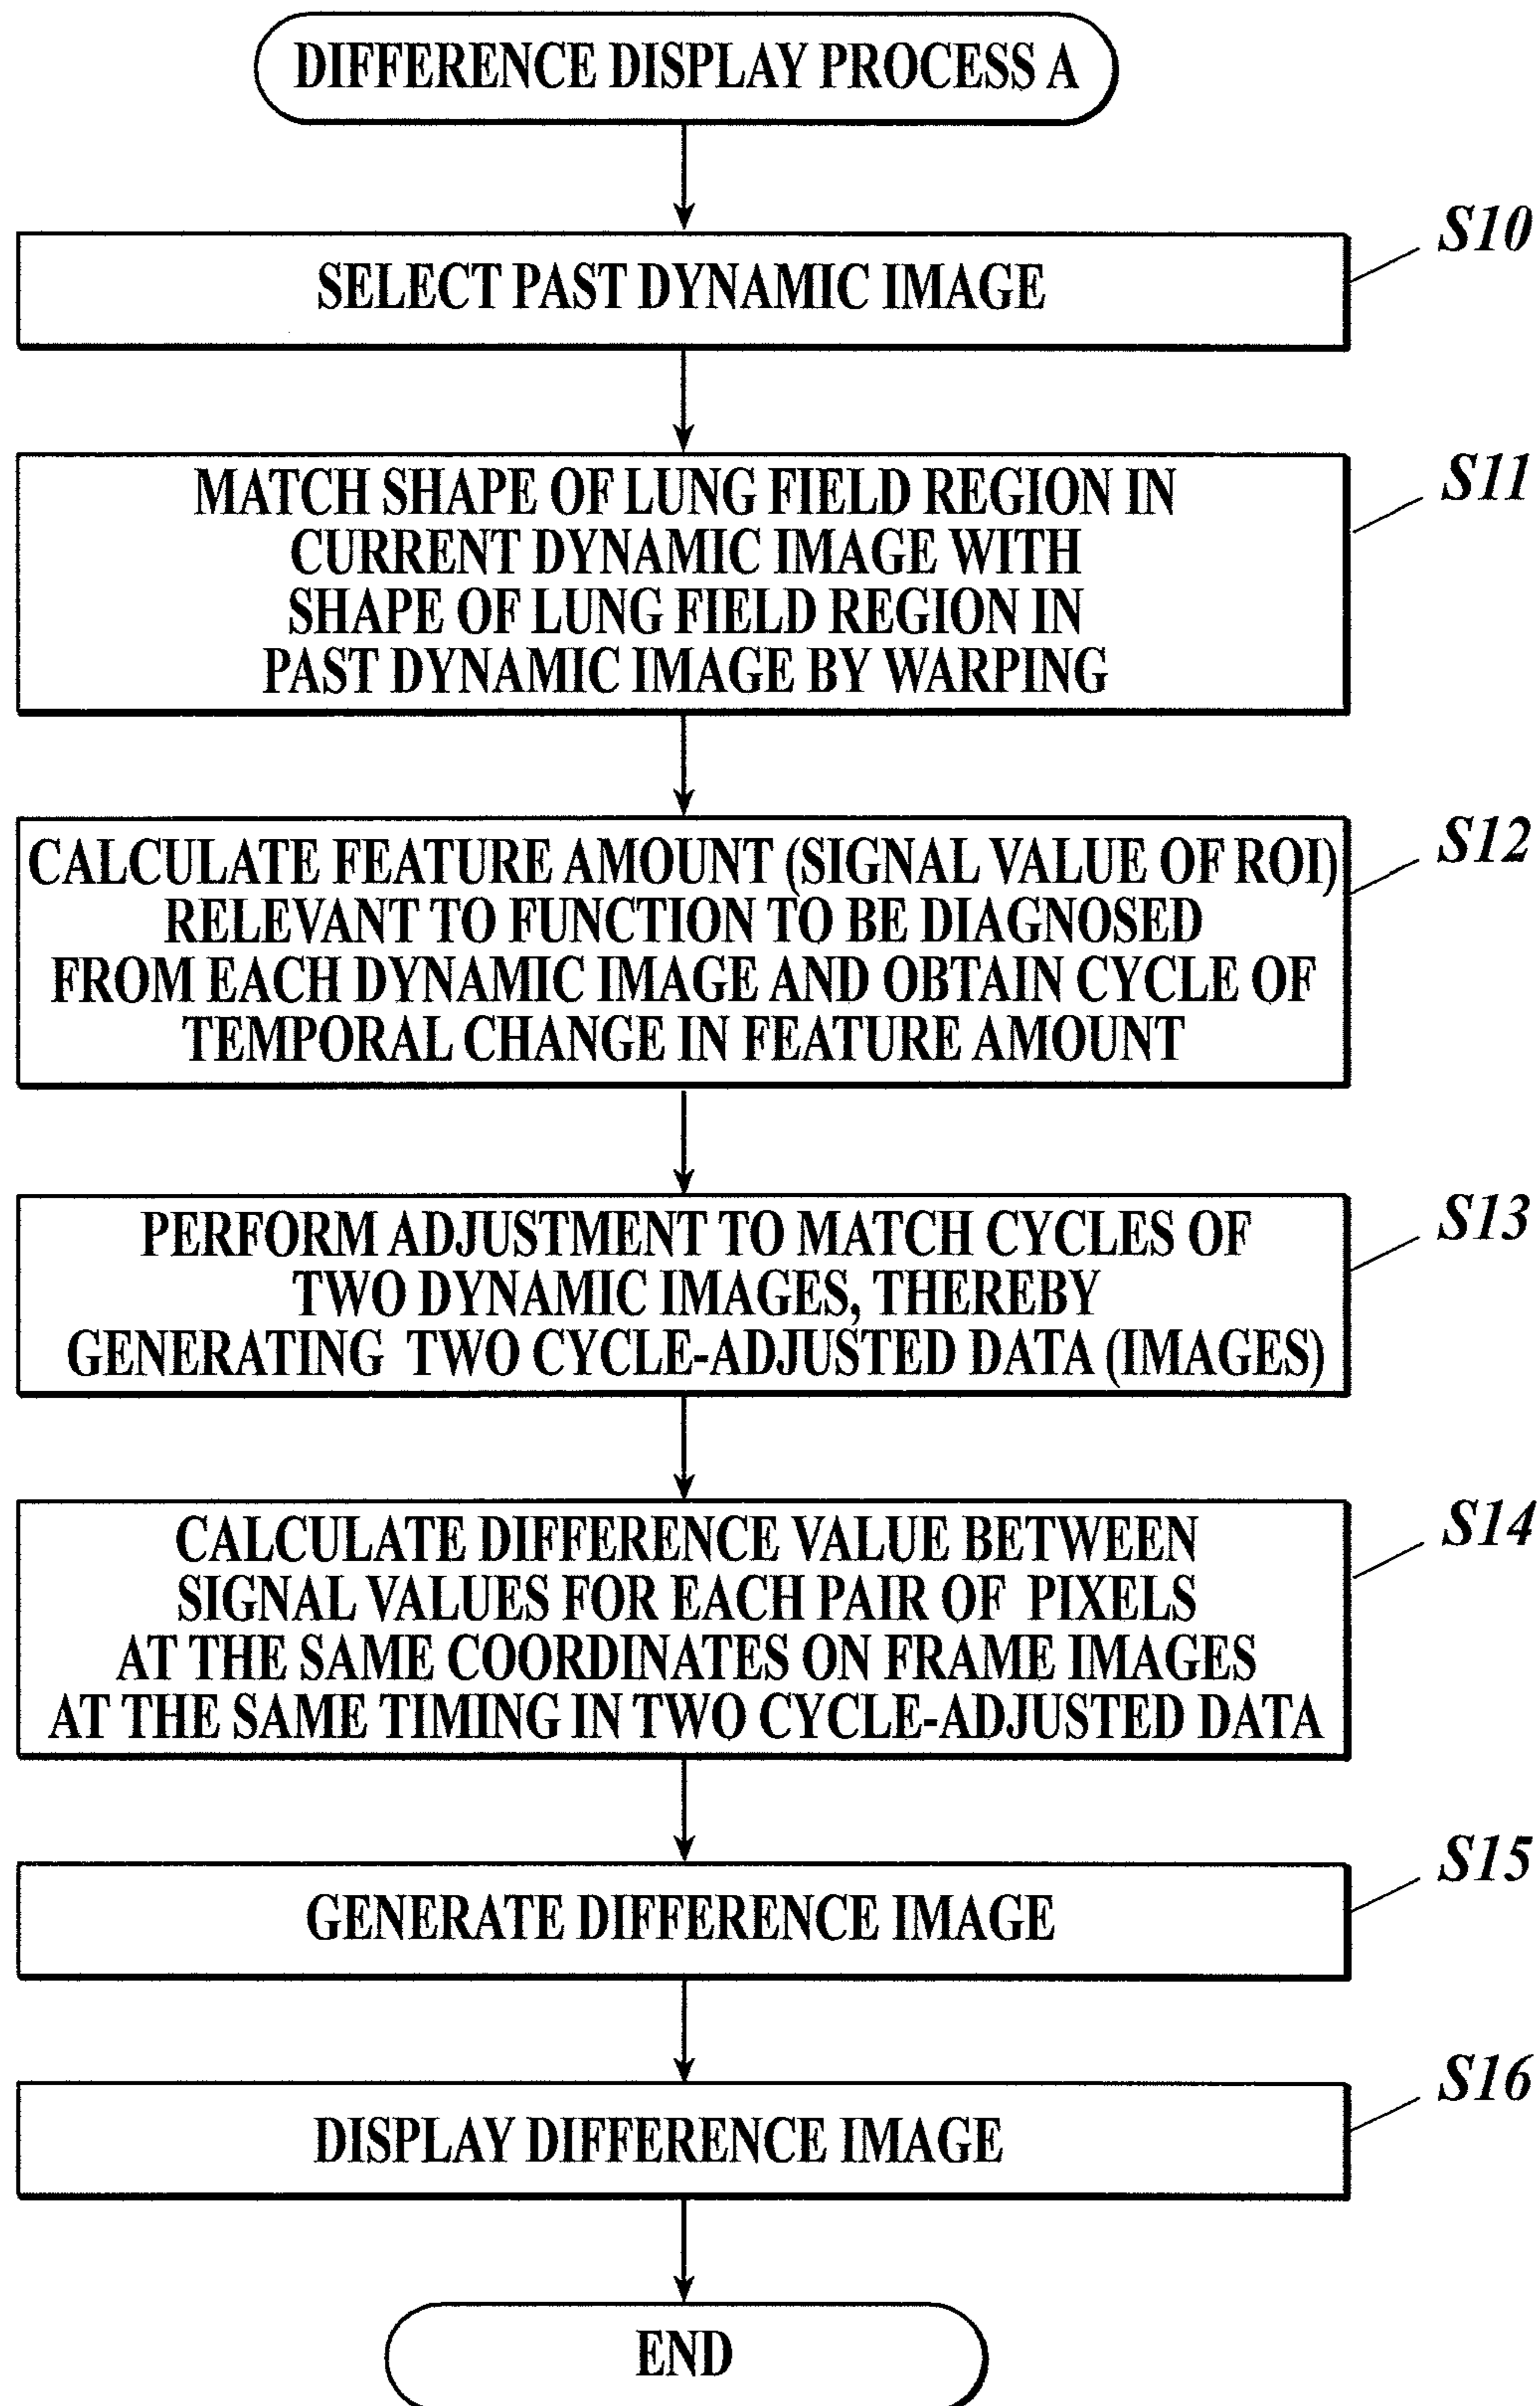 DIFFERENCE DISPLAY PROCESS A
S10
SELECT PAST DYNAMIC IMAGE
S11
MATCH SHAPE OF LUNG FIELD REGION IN
CURRENT DYNAMIC IMAGE WITH
SHAPE OF LUNG FIELD REGION IN
PAST DYNAMIC IMAGE BY WARPING
S12
CALCULATE FEATURE AMOUNT (SIGNAL VALUE OF ROI)
RELEVANT TO FUNCTION TO BE DIAGNOSED
FROM EACH DYNAMIC IMAGE AND OBTAIN CYCLE OF
TEMPORAL CHANGE IN FEATURE AMOUNT
S13
PERFORM ADJUSTMENT TO MATCH CYCLES OF
TWO DYNAMIC IMAGES, THEREBY
GENERATING TWO CYCLE-ADJUSTED DATA (IMAGES)
S14
CALCULATE DIFFERENCE VALUE BETWEEN
SIGNAL VALUES FOR EACH PAIR OF PIXELS
AT THE SAME COORDINATES ON FRAME IMAGES
AT THE SAME TIMING IN TWO CYCLE-ADJUSTED DATA
S15
GENERATE DIFFERENCE IMAGE
S16
DISPLAY DIFFERENCE IMAGE
END